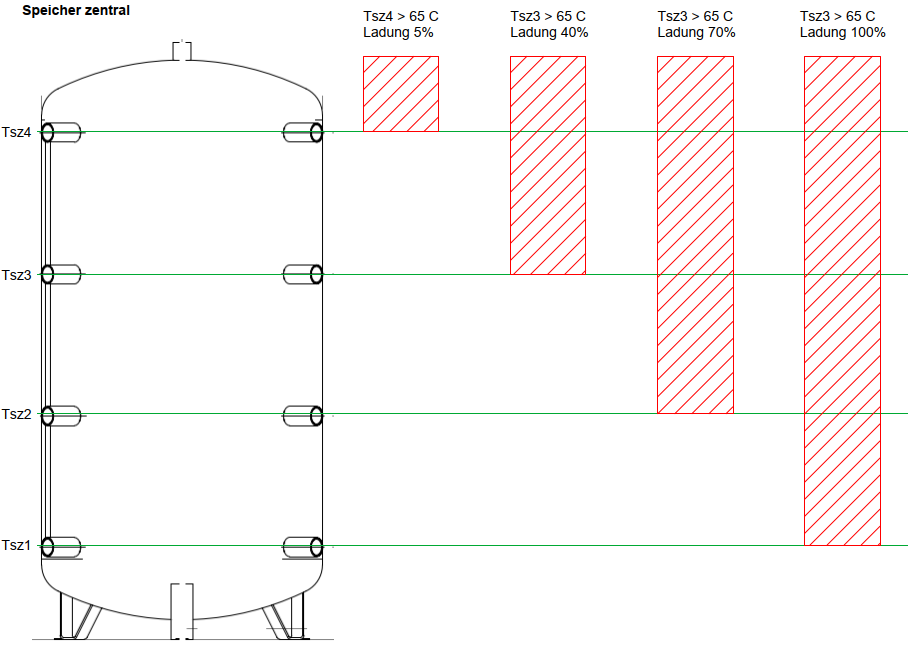 Speicher zentral
Tsz4 > 65 C
Ladung 5%
Tsz3 > 65 C
Ladung 40%
Tsz3 > 65 C
Ladung 70%
Tsz3 > 65 C
Ladung 100%
Tsz4
Tsz3
Tsz2
Tsz1